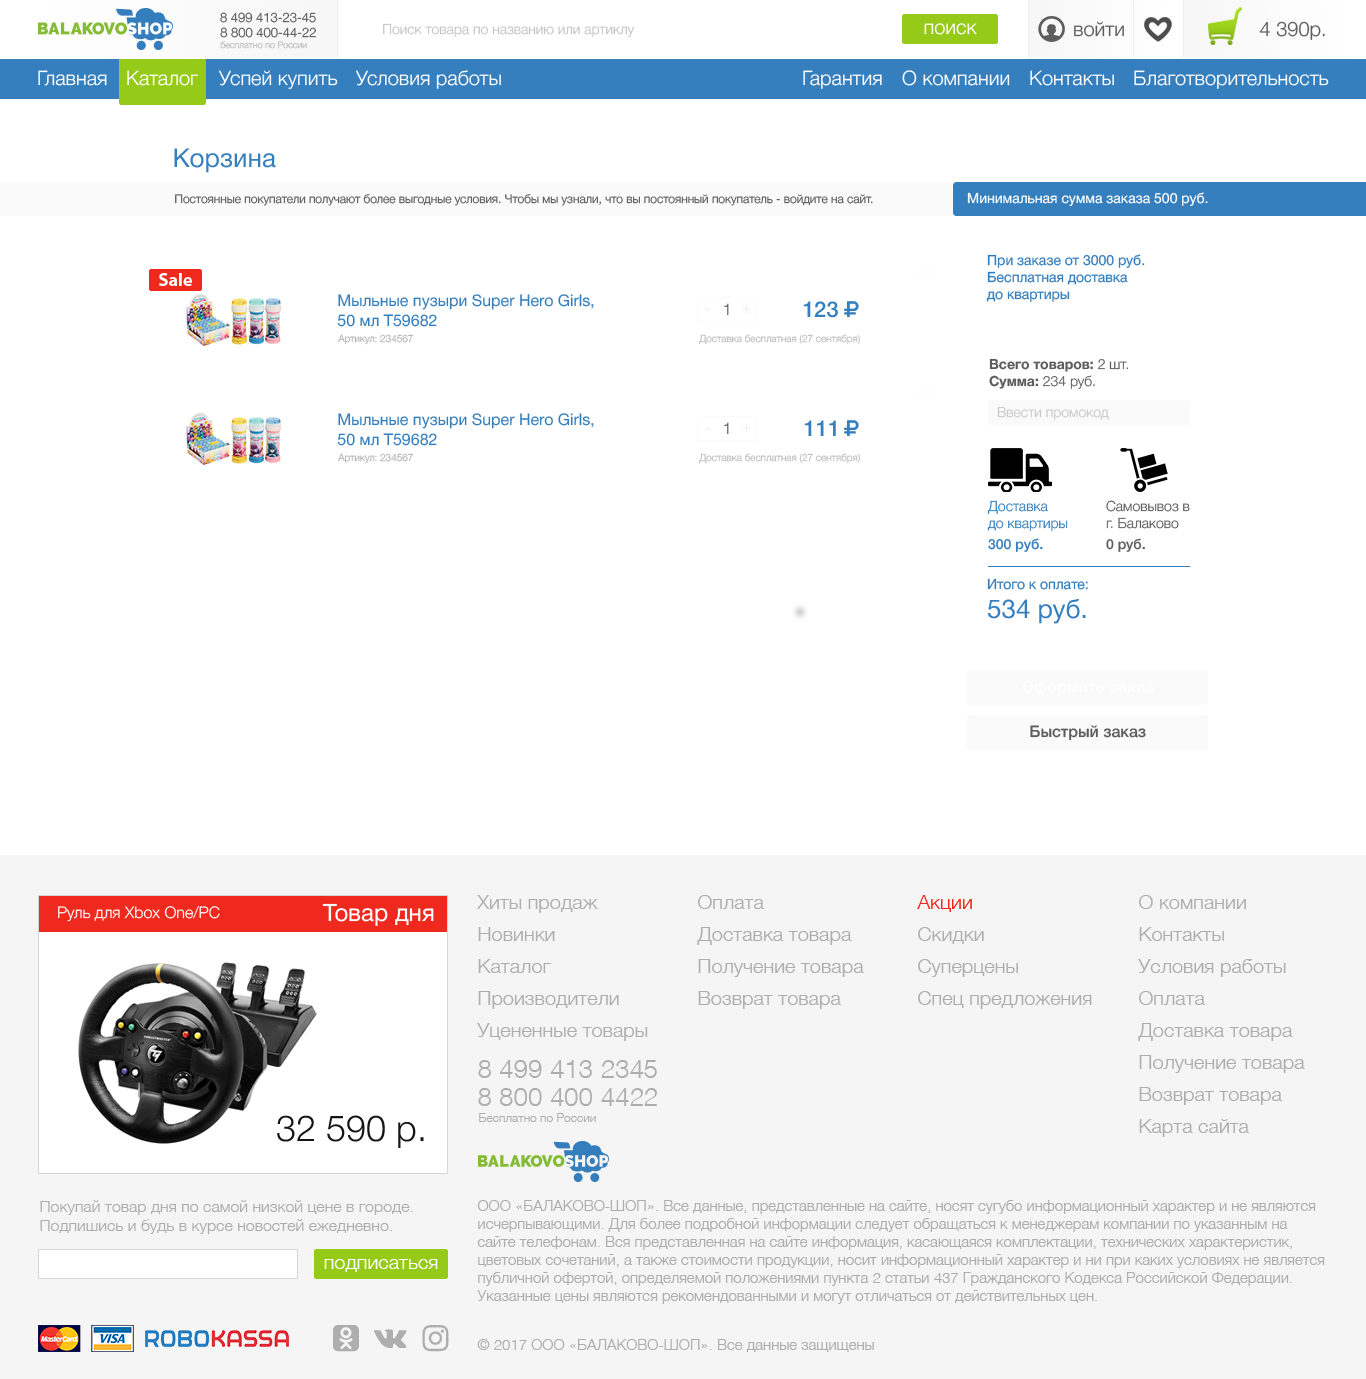 BALAKOVOSHOP
8 499 413-23-45
8 800 400-44-22
бесплатно по России
Поиск товара по названию или артиклу
ПОИСК
войти
4 390р.
Главная
Каталог
Успей купить
Условия работы
Гарантия
О компании
Контакты
Благотворительность
Корзина
Постоянные покупатели получают более выгодные условия. Чтобы мы узнали, что вы постоянный покупатель - войдите на сайт.
Минимальная сумма заказа 500 руб.
Sale
Мыльные пузыри Super Hero Girls,
50 мл T59682
Артикул: 234567
- 1 +
123 ₽
Доставка бесплатная (27 сентября)
Мыльные пузыри Super Hero Girls,
50 мл T59682
Артикул: 234567
- 1 +
111 ₽
Доставка бесплатная (27 сентября)
При заказе от 3000 руб.
Бесплатная доставка
до квартиры
Всего товаров: 2 шт.
Сумма: 234 руб.
Ввести промокод
Доставка
до квартиры
300 руб.
Самовывоз в
г. Балаково
0 руб.
Итого к оплате:
534 руб.
Быстрый заказ
Руль для Xbox One/PC
Товар дня
32 590 р.
Покупай товар дня по самой низкой цене в городе.
Подпишись и будь в курсе новостей ежедневно.
подписаться
MasterCard
VISA
ROBOKASSA
Хиты продаж
Новинки
Каталог
Производители
Уцененные товары
8 499 413 2345
8 800 400 4422
Бесплатно по России
Оплата
Доставка товара
Получение товара
Возврат товара
Акции
Скидки
Суперцены
Спец предложения
О компании
Контакты
Условия работы
Оплата
Доставка товара
Получение товара
Возврат товара
Карта сайта
BALAKOVOSHOP
ООО «БАЛАКОВО-ШОП». Все данные, представленные на сайте, носят сугубо информационный характер и не являются
исчерпывающими. Для более подробной информации следует обращаться к менеджерам компании по указанным на
сайте телефонам. Вся представленная на сайте информация, касающаяся комплектации, технических характеристик,
цветовых сочетаний, а также стоимости продукции, носит информационный характер и ни при каких условиях не является
публичной офертой, определяемой положениями пункта 2 статьи 437 Гражданского Кодекса Российской Федерации.
Указанные цены являются рекомендованными и могут отличаться от действительных цен.
© 2017 ООО «БАЛАКОВО-ШОП». Все данные защищены